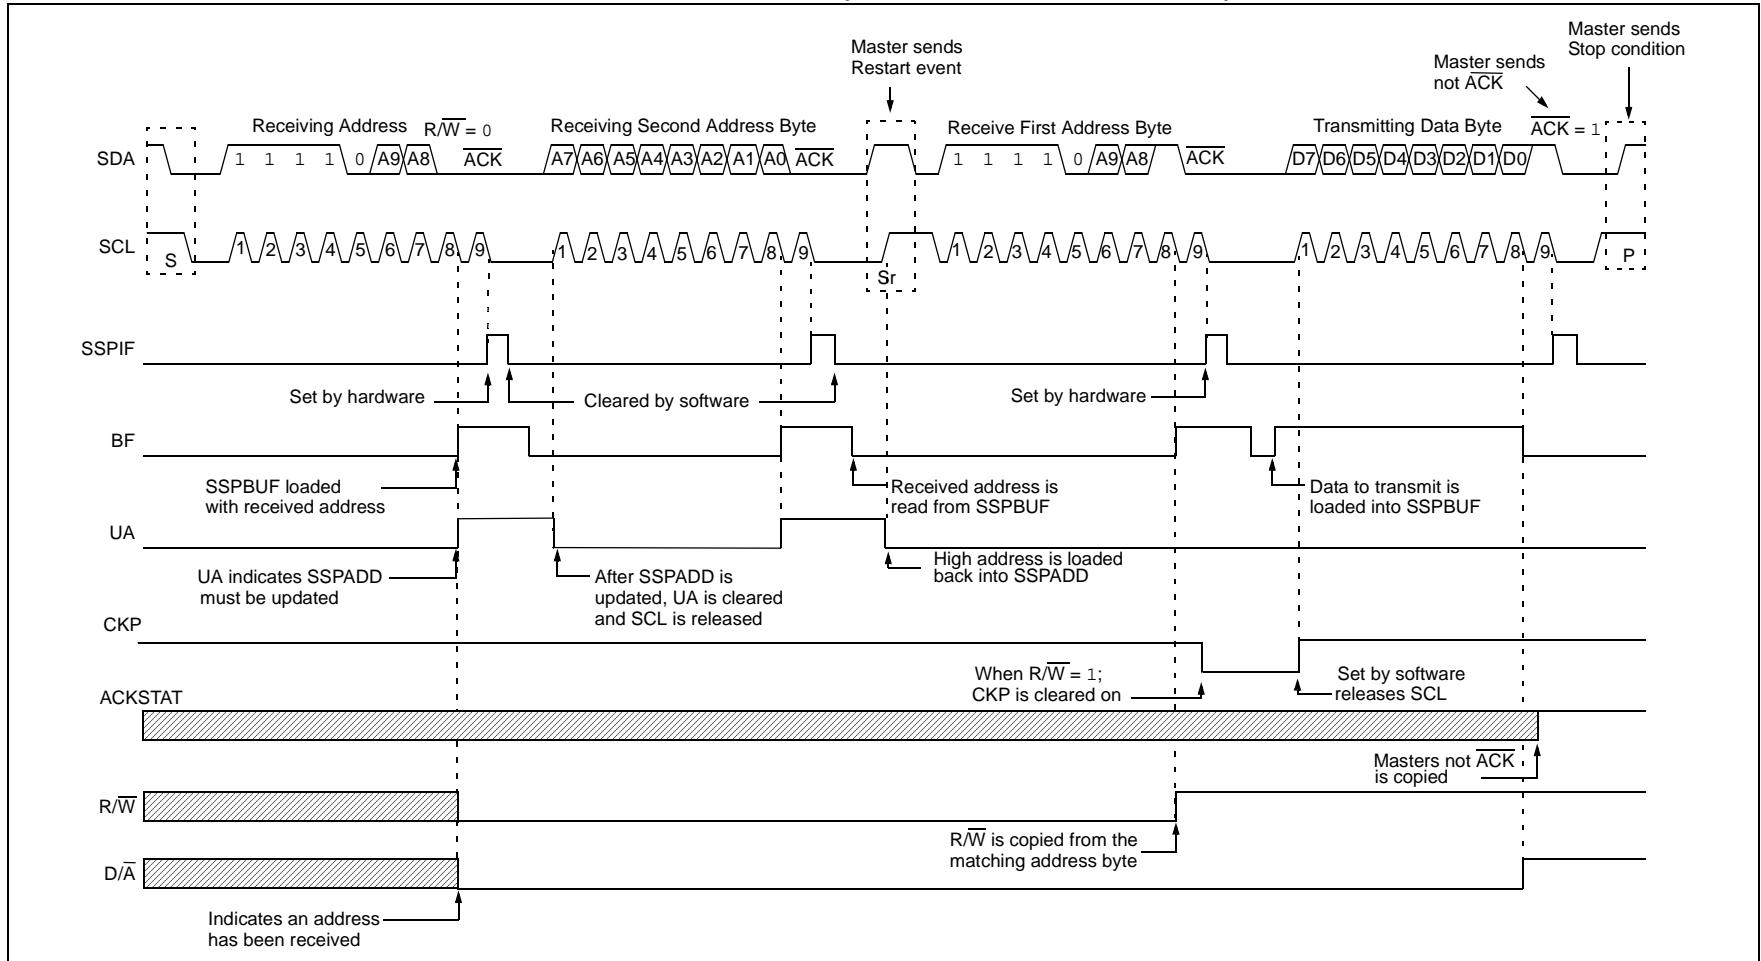 Master sends
Restart event
Master sends
Stop condition
Master sends
not ACK
Receiving Address R/W = 0
Receiving Second Address Byte
Receive First Address Byte
Transmitting Data Byte
ACK = 1
SDA
1 1 1 1 0 A9 A8 ACK
A7 A6 A5 A4 A3 A2 A1 A0 ACK
1 1 1 1 0 A9 A8 ACK
D7 D6 D5 D4 D3 D2 D1 D0
SCL
S
1 2 3 4 5 6 7 8 9
1 2 3 4 5 6 7 8 9
Sr
1 2 3 4 5 6 7 8 9
1 2 3 4 5 6 7 8 9
P
SSPIF
Set by hardware
Cleared by software
Set by hardware
BF
SSPBUF loaded
with received address
Received address is
read from SSPBUF
Data to transmit is
loaded into SSPBUF
UA
UA indicates SSPADD
must be updated
After SSPADD is
updated, UA is cleared
and SCL is released
High address is loaded
back into SSPADD
CKP
When R/W = 1;
CKP is cleared on
Set by software
releases SCL
ACKSTAT
Masters not ACK
is copied
R/W
R/W is copied from the
matching address byte
D/A
Indicates an address
has been received